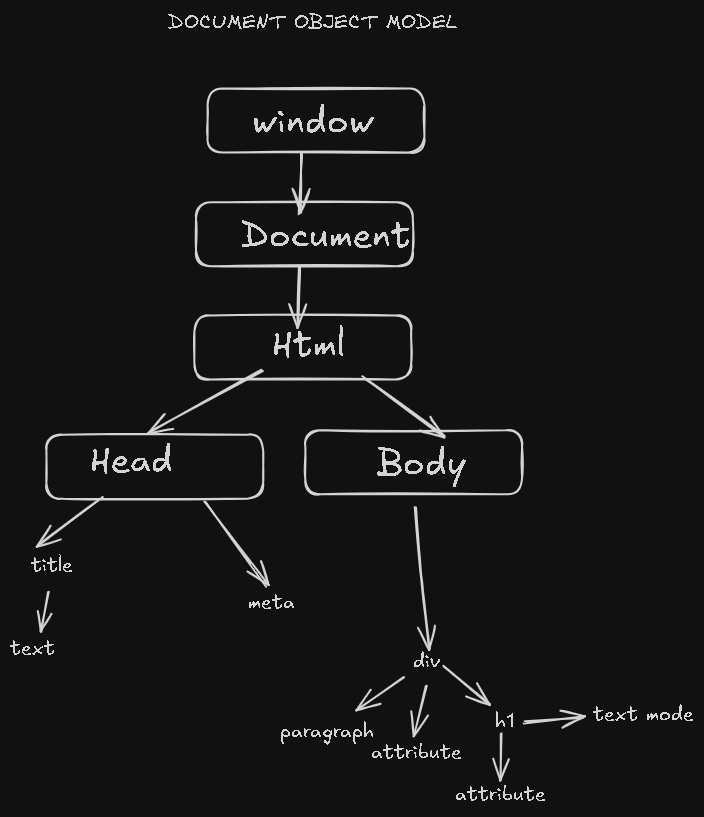 DOCUMENT OBJECT MODEL
window
Document
Html
Head
Body
title
meta
text
div
paragraph
attribute
h1
text mode
attribute